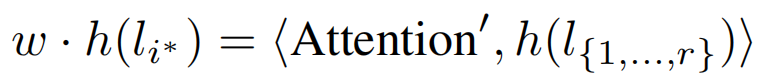 w · h(l_{i*}) = ⟨Attention′, h(l_{{1,...,r}})⟩